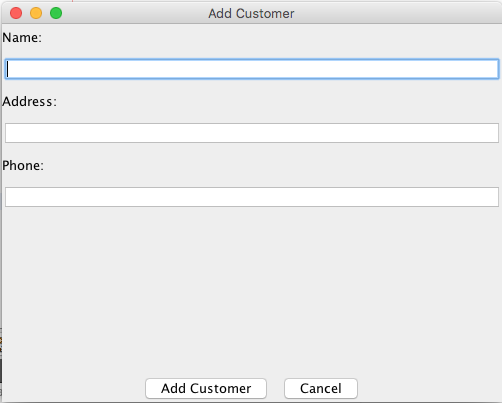 Add Customer
Name:
Address:
Phone:
Add Customer Cancel